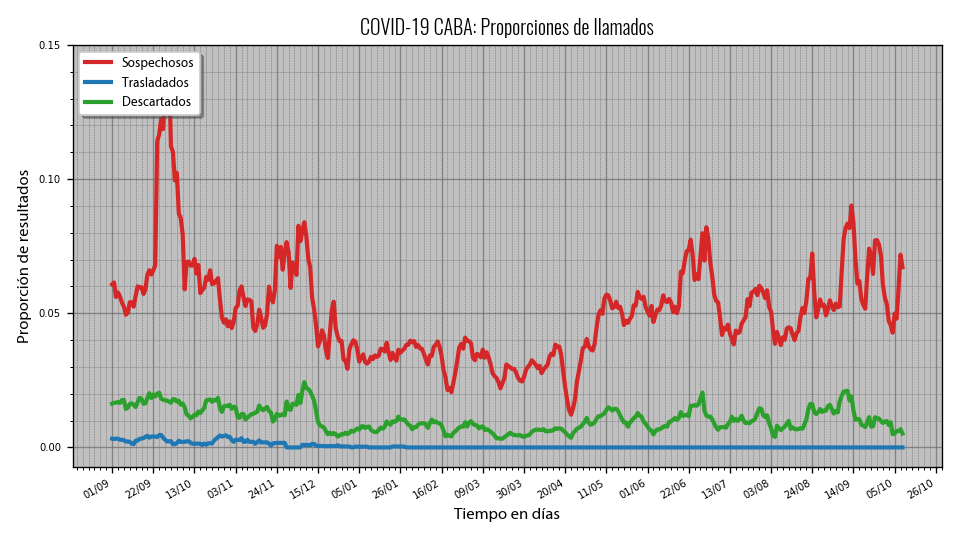 COVID-19 CABA: Proporciones de llamados
Sospechosos
Trasladados
Descartados
Proporción de resultados
0.15
0.10
0.05
0.00
01/09 22/09 13/10 03/11 24/11 15/12 05/01 26/01 16/02 09/03 30/03 20/04 11/05 01/06 22/06 13/07 03/08 24/08 14/09 05/10 26/10
Tiempo en días